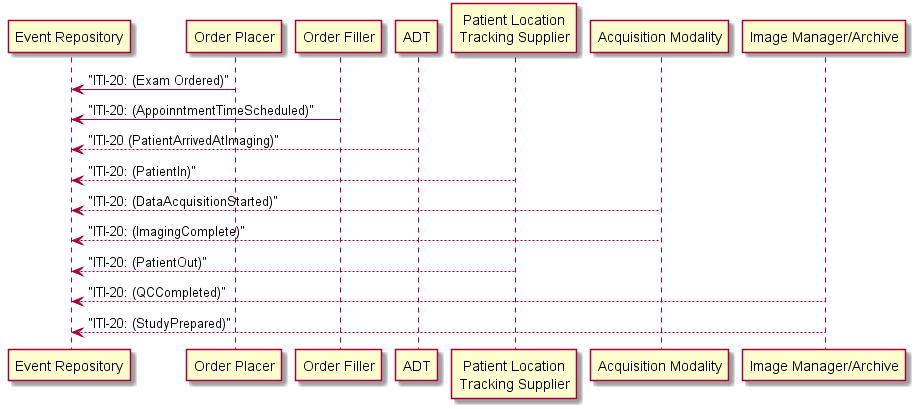 Event Repository
Order Placer
Order Filler
ADT
Patient Location
Tracking Supplier
Acquisition Modality
Image Manager/Archive
"ITI-20: (Exam Ordered)"
"ITI-20: (AppoinntmentTimeScheduled)"
"ITI-20 (PatientArrivedAtImaging)"
"ITI-20: (PatientIn)"
"ITI-20: (DataAcquisitionStarted)"
"ITI-20: (ImagingComplete)"
"ITI-20: (PatientOut)"
"ITI-20: (QCCompleted)"
"ITI-20: (StudyPrepared)"
Event Repository
Order Placer
Order Filler
ADT
Patient Location
Tracking Supplier
Acquisition Modality
Image Manager/Archive